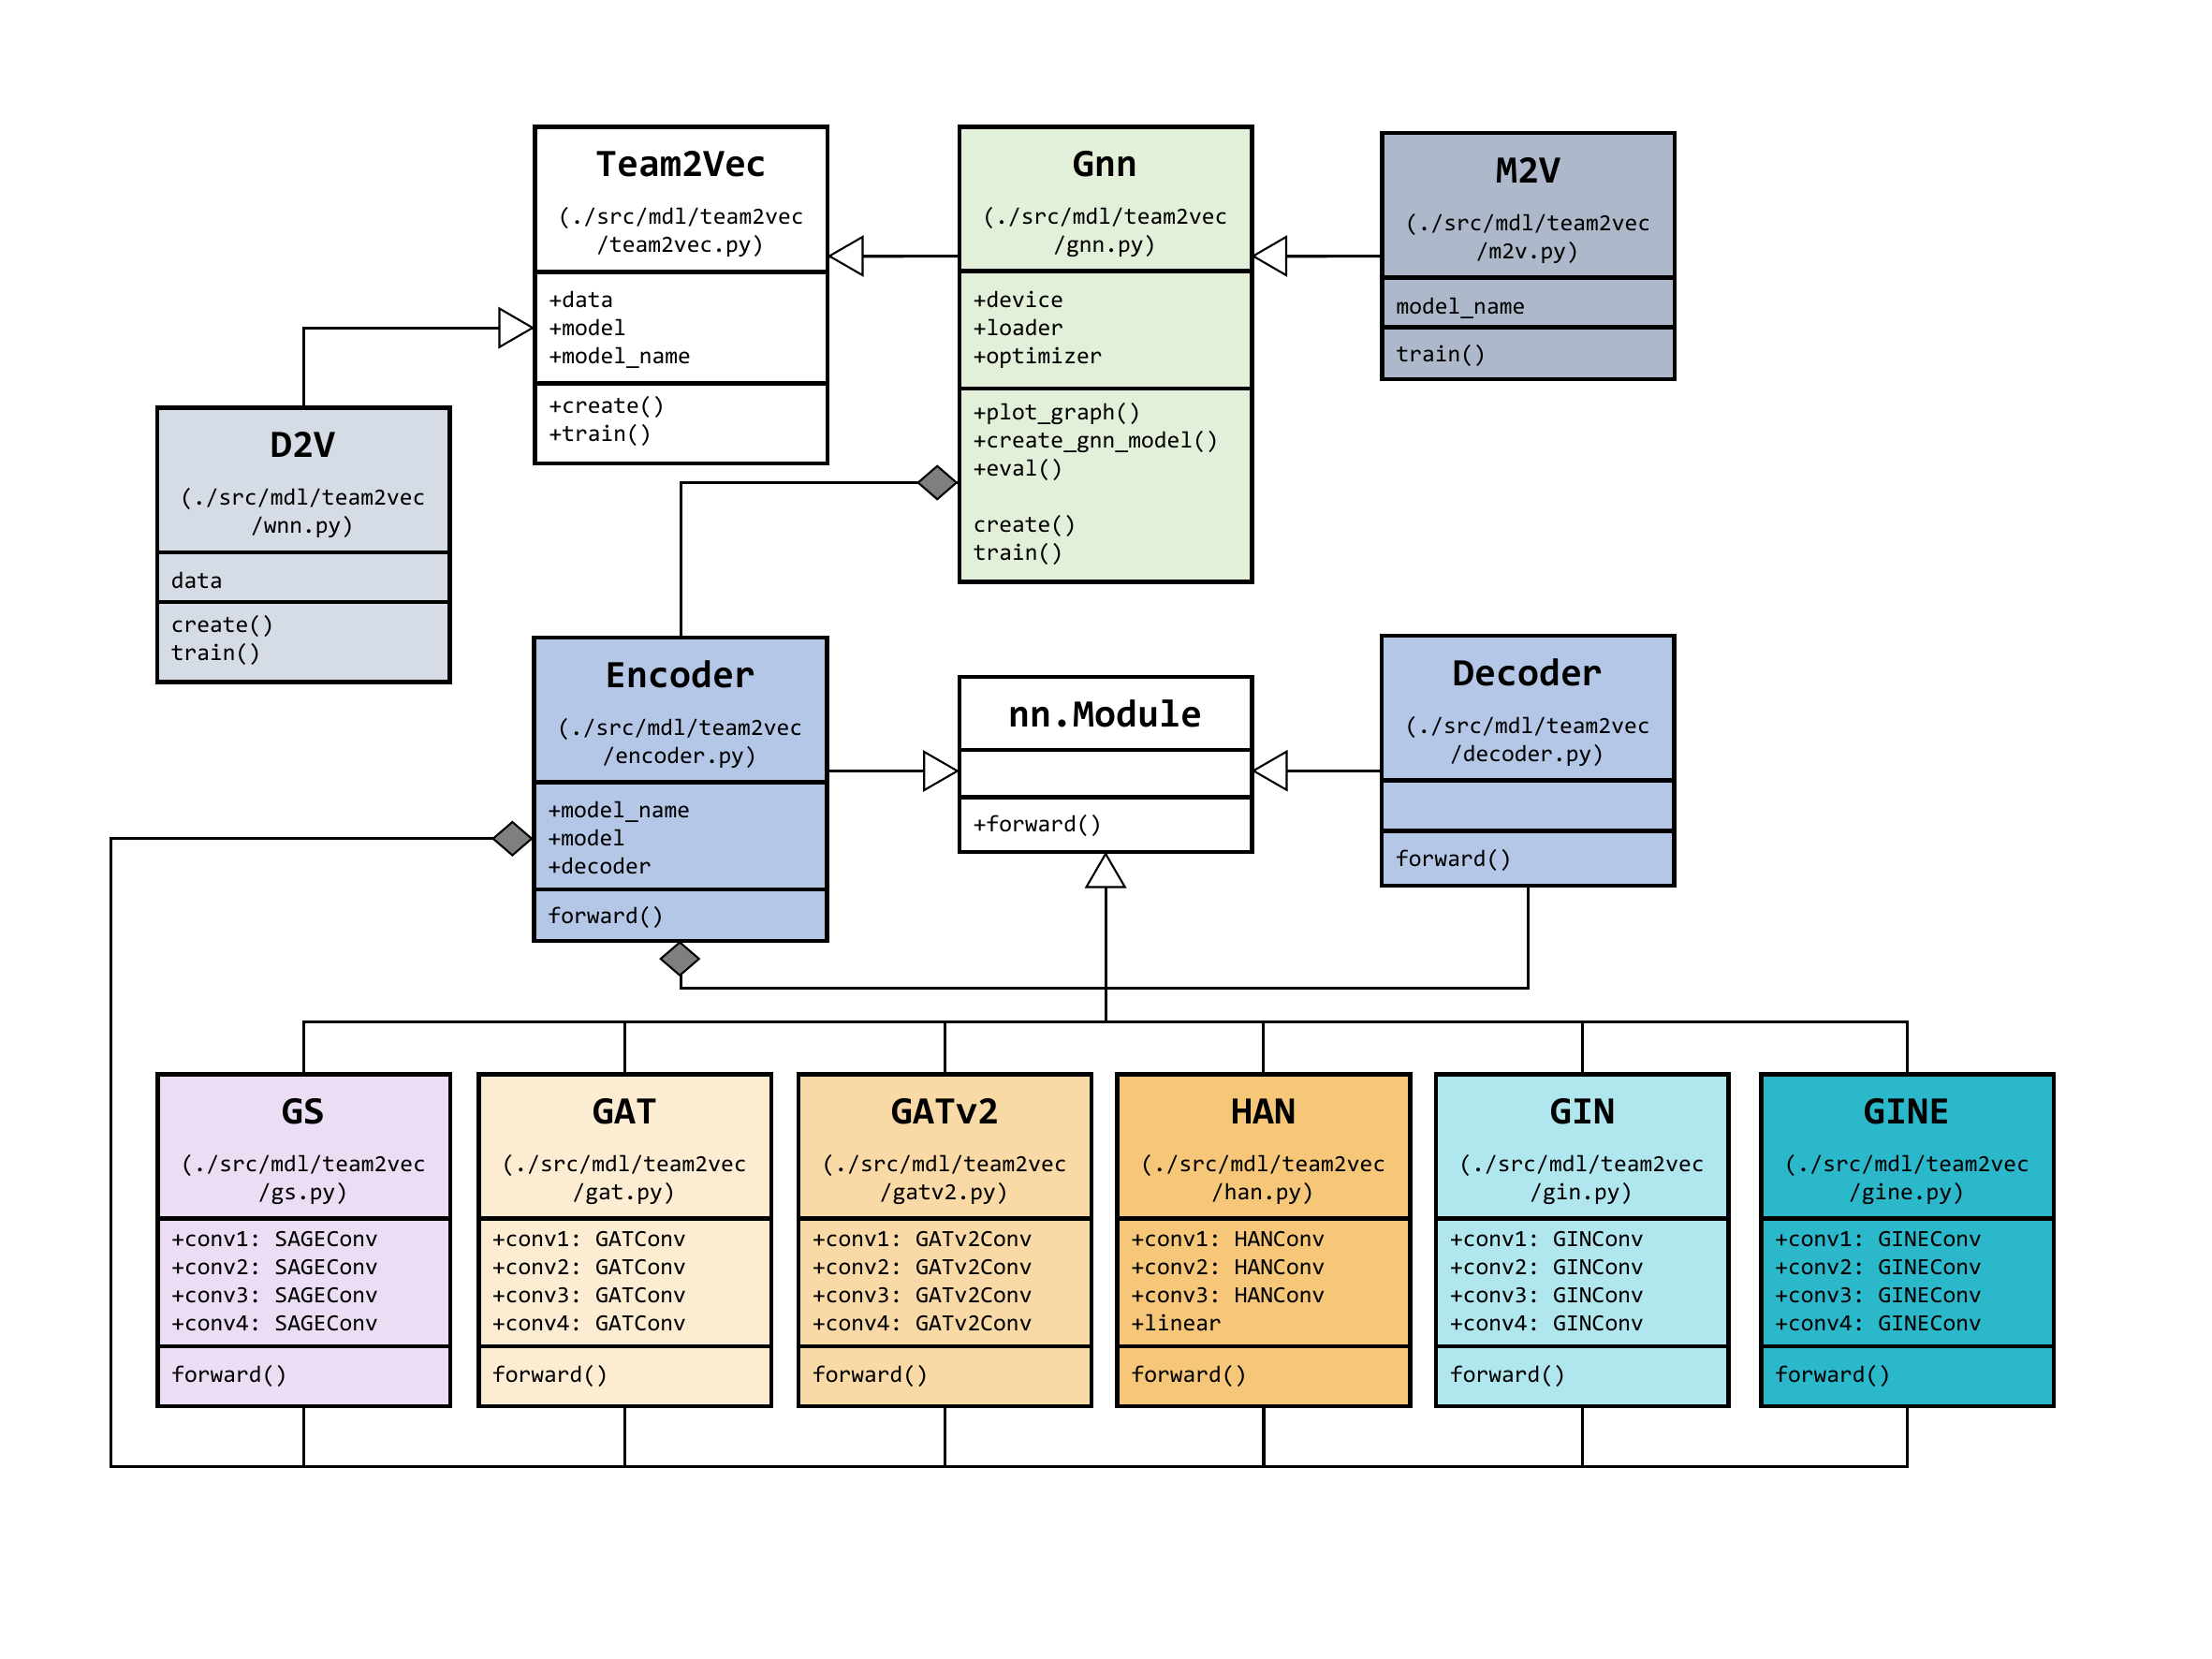 Team2Vec
(./src/mdl/team2vec
/team2vec.py)
+data
+model
+model_name
+create()
+train()
Gnn
(./src/mdl/team2vec
/gnn.py)
+device
+loader
+optimizer
+plot_graph()
+create_gnn_model()
+eval()
create()
train()
M2V
(./src/mdl/team2vec
/m2v.py)
model_name
train()
D2V
(./src/mdl/team2vec
/wnn.py)
data
create()
train()
Encoder
(./src/mdl/team2vec
/encoder.py)
+model_name
+model
+decoder
forward()
nn.Module
+forward()
Decoder
(./src/mdl/team2vec
/decoder.py)
forward()
GS
(./src/mdl/team2vec
/gs.py)
+conv1: SAGEConv
+conv2: SAGEConv
+conv3: SAGEConv
+conv4: SAGEConv
forward()
GAT
(./src/mdl/team2vec
/gat.py)
+conv1: GATConv
+conv2: GATConv
+conv3: GATConv
+conv4: GATConv
forward()
GATv2
(./src/mdl/team2vec
/gatv2.py)
+conv1: GATv2Conv
+conv2: GATv2Conv
+conv3: GATv2Conv
+conv4: GATv2Conv
forward()
HAN
(./src/mdl/team2vec
/han.py)
+conv1: HANConv
+conv2: HANConv
+conv3: HANConv
+linear
forward()
GIN
(./src/mdl/team2vec
/gin.py)
+conv1: GINConv
+conv2: GINConv
+conv3: GINConv
+conv4: GINConv
forward()
GINE
(./src/mdl/team2vec
/gine.py)
+conv1: GINEConv
+conv2: GINEConv
+conv3: GINEConv
+conv4: GINEConv
forward()